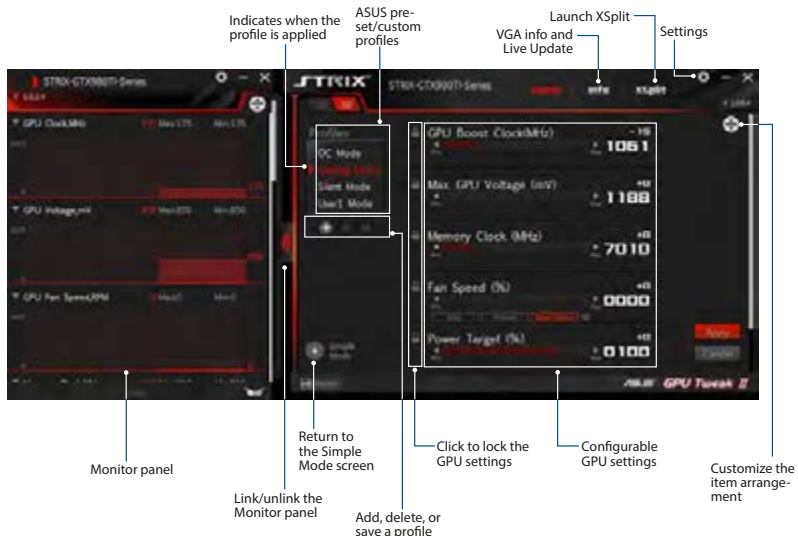 Indicates when the
profile is applied
ASUS pre-
set/custom
profiles
Launch XSplit
VGA info and
Live Update
Settings
STRIX-GTX980TI-Series
STRIX
STRIX-GTX980TI-Series
Info
XSplit
GPU Clock,MHz
Profiles
OC Mode
Silent Mode
User1 Mode
GPU Boost Clock(MHz)
1061
Max. GPU Voltage (mV)
1188
GPU Voltage,mV
Memory Clock (MHz)
7010
Fan Speed (%)
0000
GPU Fan Speed,RPM
Power Target (%)
0100
Simple
Mode
Apply
Cancel
ASUS GPU Tweak II
Monitor panel
Link/unlink the
Monitor panel
Return to
the Simple
Mode screen
Add, delete, or
save a profile
Click to lock the
GPU settings
Configurable
GPU settings
Customize the
item arrange-
ment